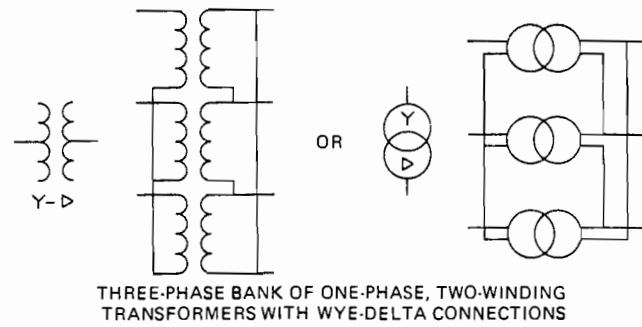 Y-D
OR
Y
D
THREE-PHASE BANK OF ONE-PHASE, TWO-WINDING
TRANSFORMERS WITH WYE-DELTA CONNECTIONS